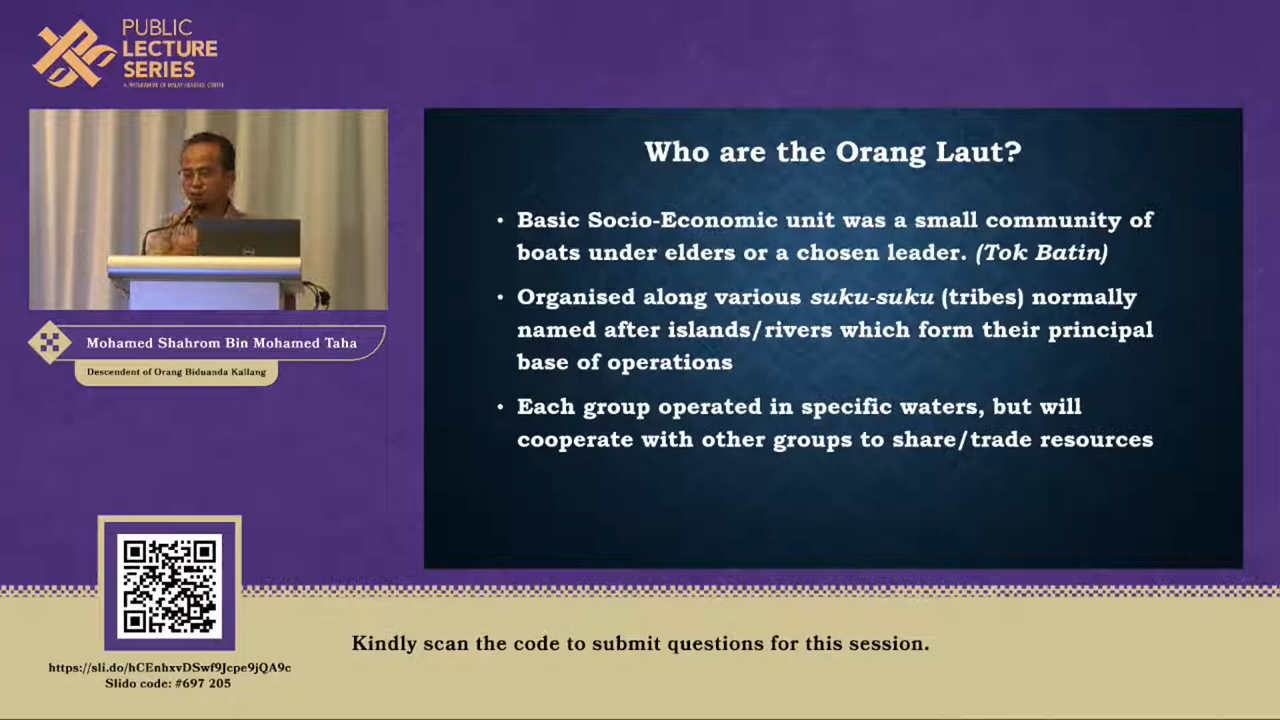 PUBLIC
LECTURE
SERIES
A PROGRAMME OF MALAY HERITAGE CENTRE
Who are the Orang Laut?
• Basic Socio-Economic unit was a small community of
boats under elders or a chosen leader. (Tok Batin)
• Organised along various suku-suku (tribes) normally
named after islands/rivers which form their principal
base of operations
• Each group operated in specific waters, but will
cooperate with other groups to share/trade resources
Mohamed Shahrom Bin Mohamed Taha
Descendent of Orang Biduanda Kallang
Kindly scan the code to submit questions for this session.
https://sli.do/hCEnhxvDSwf9Jcpe9jQA9c
Slido code: #697 205